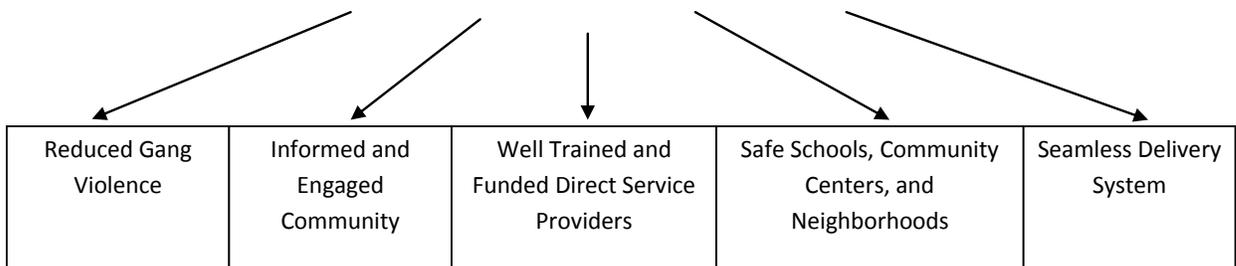 Reduced Gang
Violence
Informed and
Engaged
Community
Well Trained and
Funded Direct Service
Providers
Safe Schools, Community
Centers, and
Neighborhoods
Seamless Delivery
System